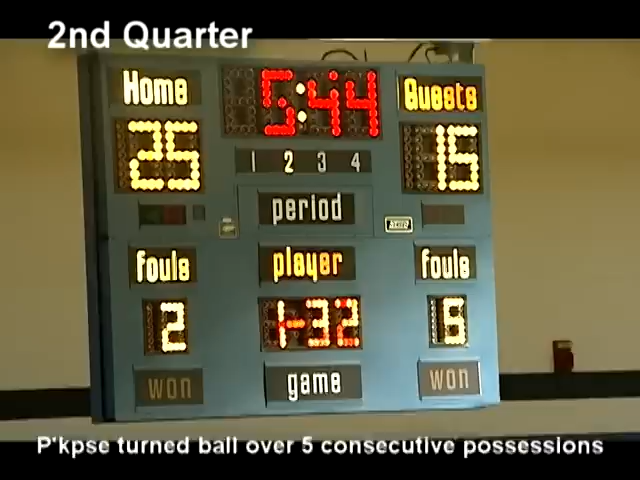 2nd Quarter
Home 5:44 Guests
25 1 2 3 4 15
period
fouls player fouls
2 1-32 5
won game won
P'kpse turned ball over 5 consecutive possessions